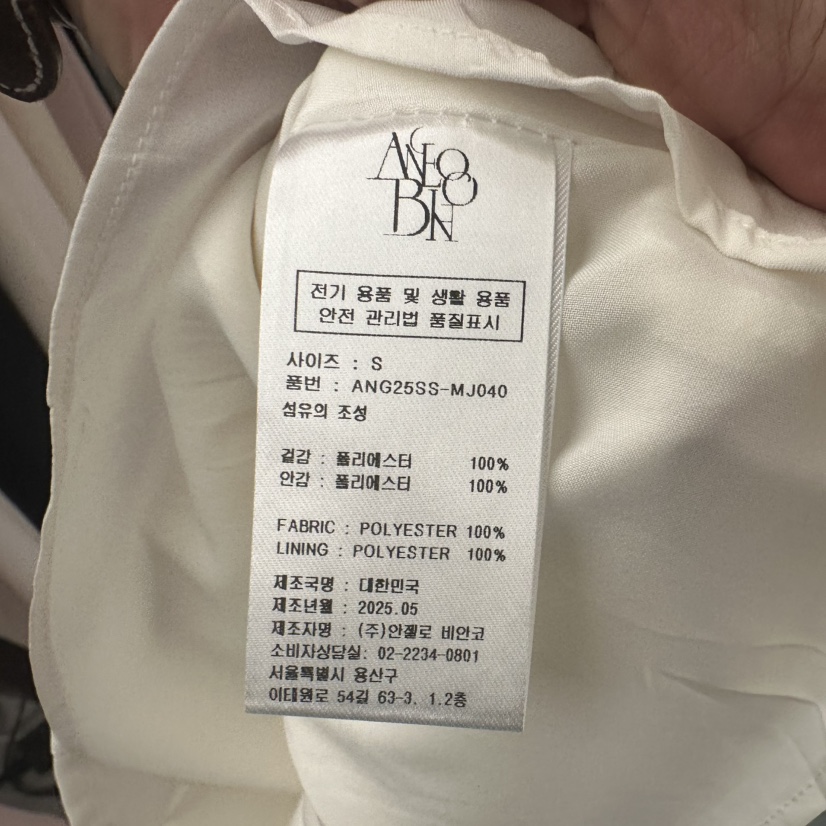 ANGELO
BIANCO
전기 용품 및 생활 용품
안전 관리법 품질표시
사이즈 : S
품번 : ANG25SS-MJ040
섬유의 조성
겉감 : 폴리에스터 100%
안감 : 폴리에스터 100%
FABRIC : POLYESTER 100%
LINING : POLYESTER 100%
제조국명 : 대한민국
제조년월 : 2025.05
제조자명 : (주)안젤로 비안코
소비자상담실: 02-2234-0801
서울특별시 용산구
이태원로 54길 63-3. 1.2층